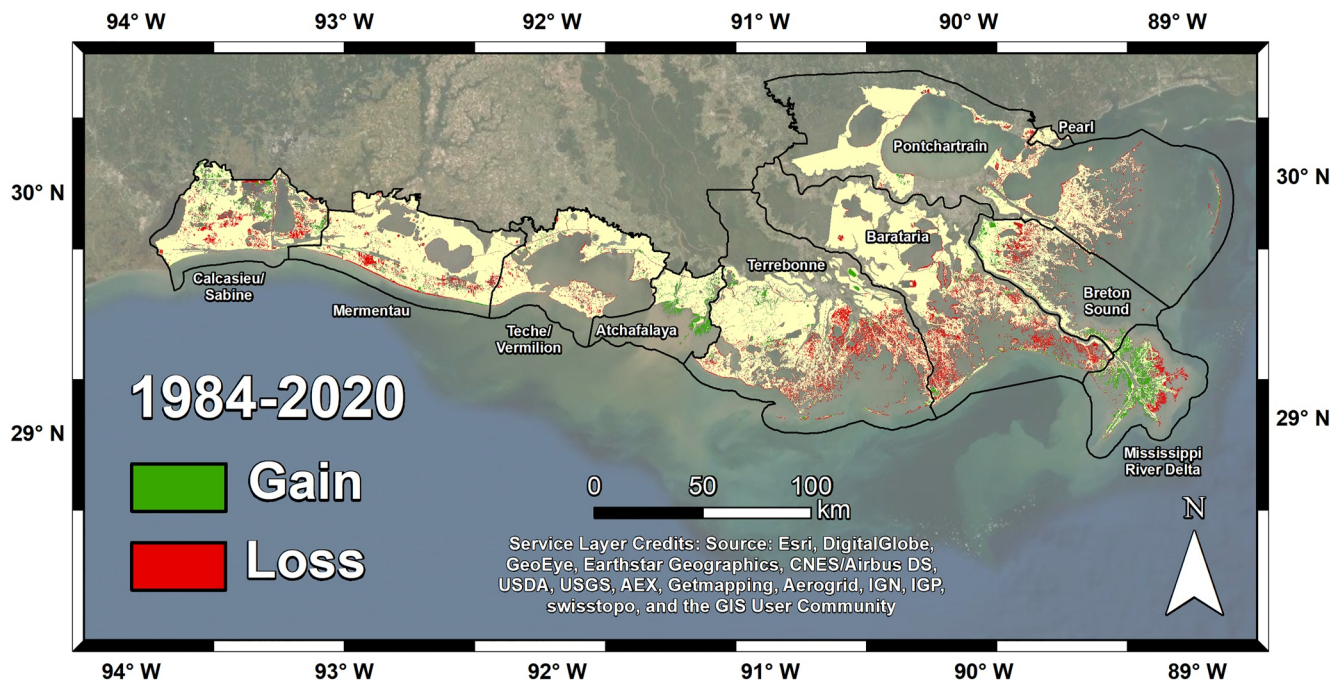 94° W 93° W 92° W 91° W 90° W 89° W
Pearl
Pontchartrain
30° N 30° N
Barataria
Terrebonne
Calcasieu/
Sabine
Breton
Sound
Mermentau
Teche/
Vermilion
Atchafalaya
1984-2020
29° N 29° N
Mississippi
River Delta
Gain
Loss
0 50 100
km
N
Service Layer Credits: Source: Esri, DigitalGlobe,
GeoEye, Earthstar Geographics, CNES/Airbus DS,
USDA, USGS, AEX, Getmapping, Aerogrid, IGN, IGP,
swisstopo, and the GIS User Community
94° W 93° W 92° W 91° W 90° W 89° W